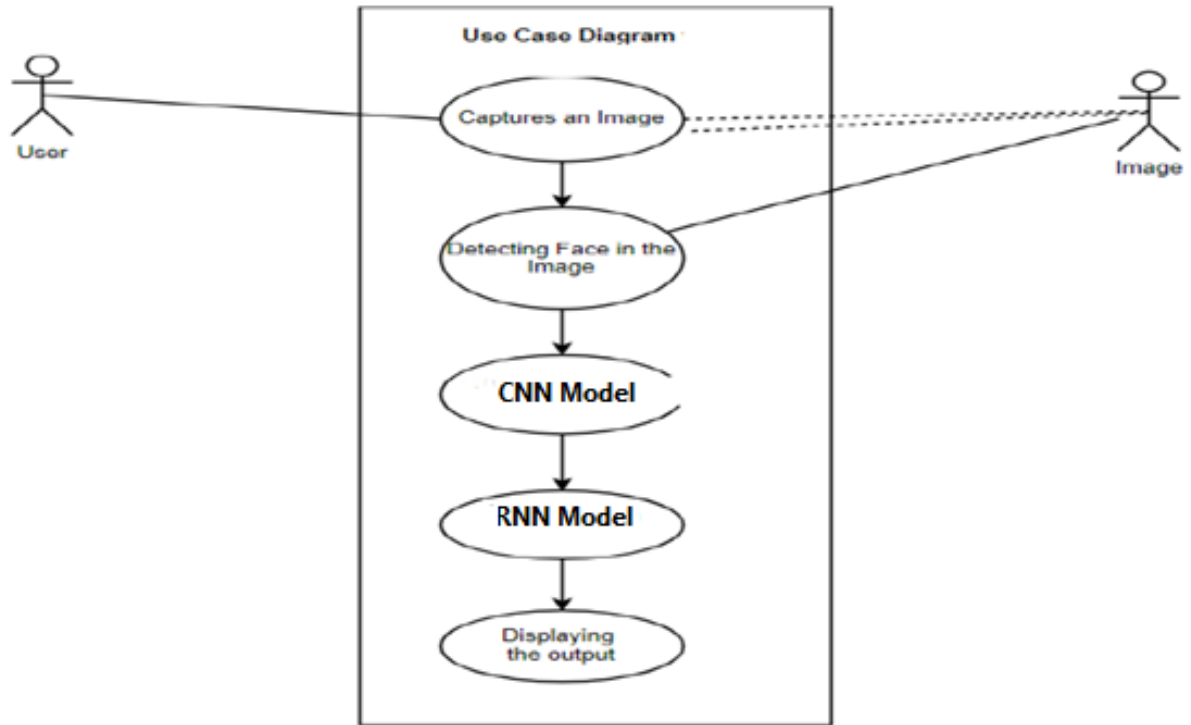 Use Case Diagram
User
Captures an Image
Image
Detecting Face in the
Image
CNN Model
RNN Model
Displaying
the output